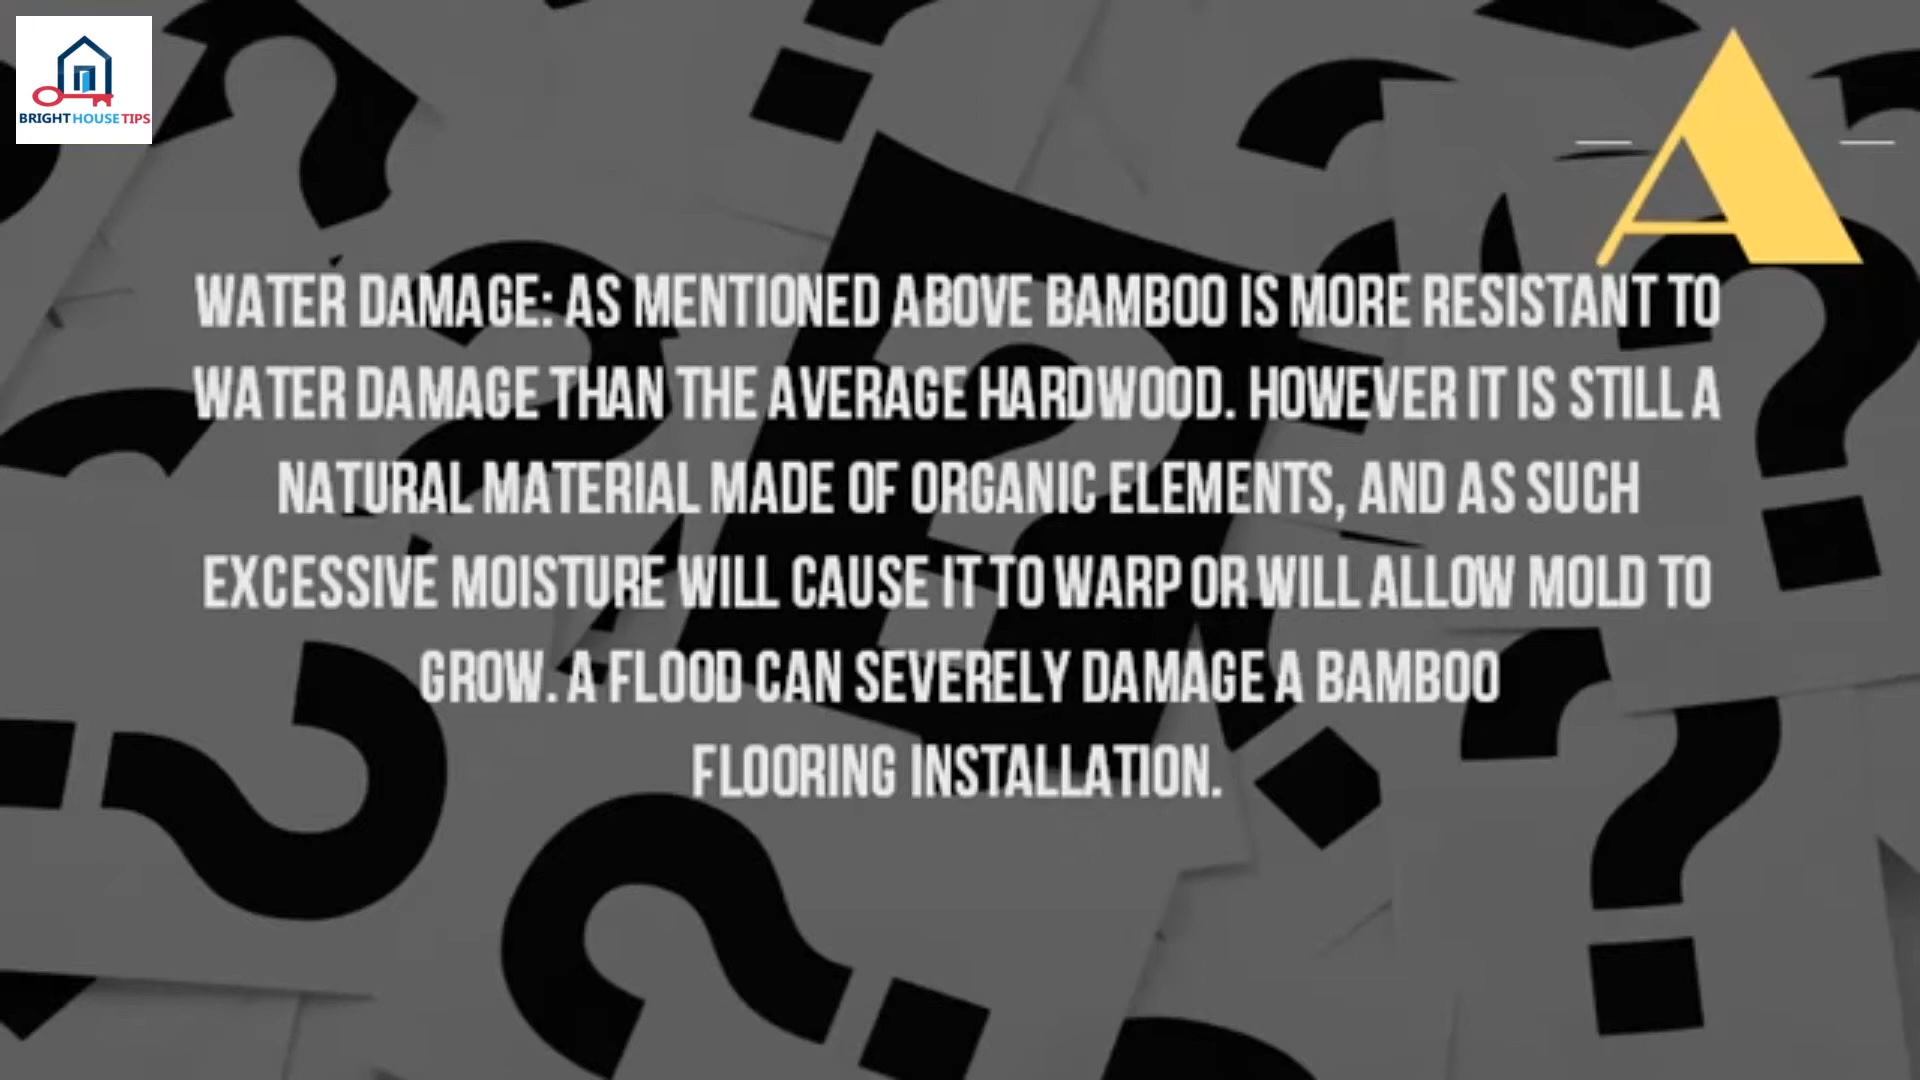 BRIGHT HOUSE TIPS
A
WATER DAMAGE: AS MENTIONED ABOVE BAMBOO IS MORE RESISTANT TO
WATER DAMAGE THAN THE AVERAGE HARDWOOD. HOWEVER IT IS STILL A
NATURAL MATERIAL MADE OF ORGANIC ELEMENTS, AND AS SUCH
EXCESSIVE MOISTURE WILL CAUSE IT TO WARP OR WILL ALLOW MOLD TO
GROW. A FLOOD CAN SEVERELY DAMAGE A BAMBOO
FLOORING INSTALLATION.